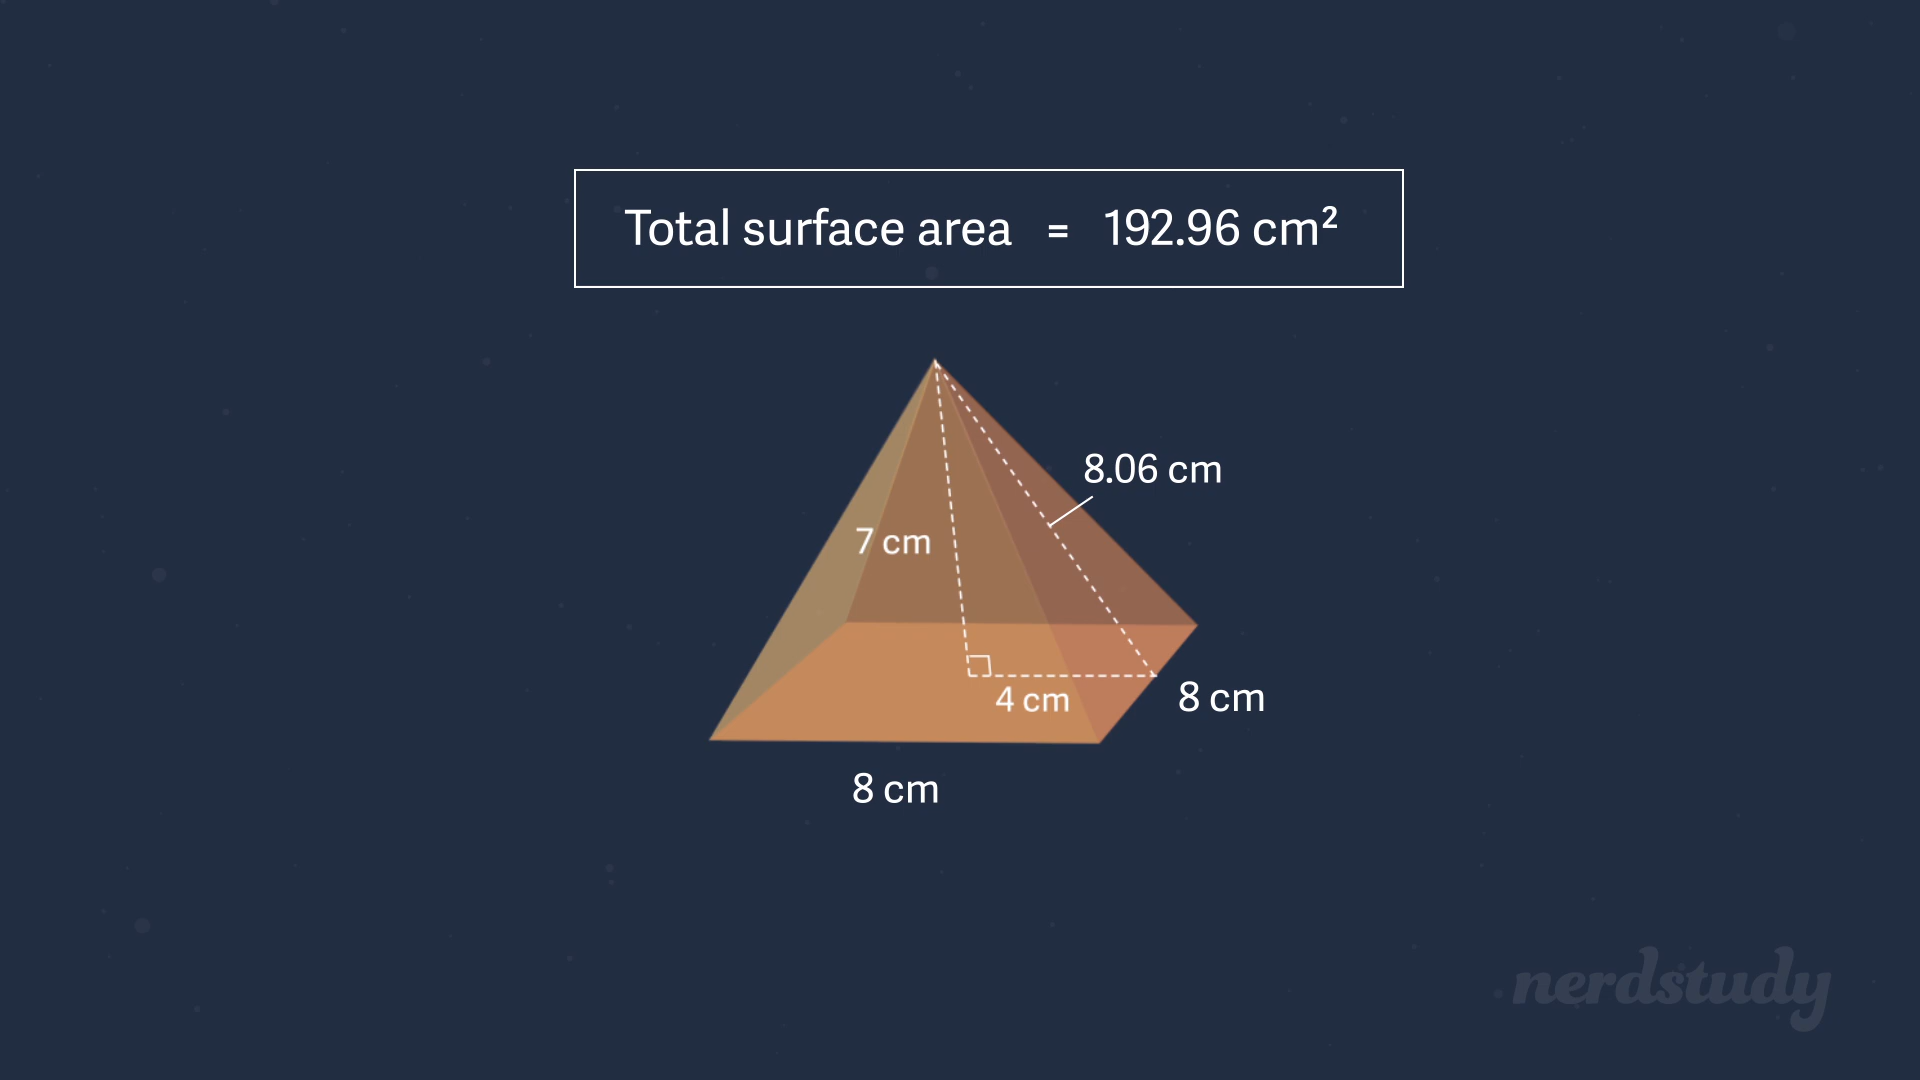 Total surface area = 192.96 cm²
8.06 cm
7 cm
4 cm
8 cm
8 cm
nerdstudy